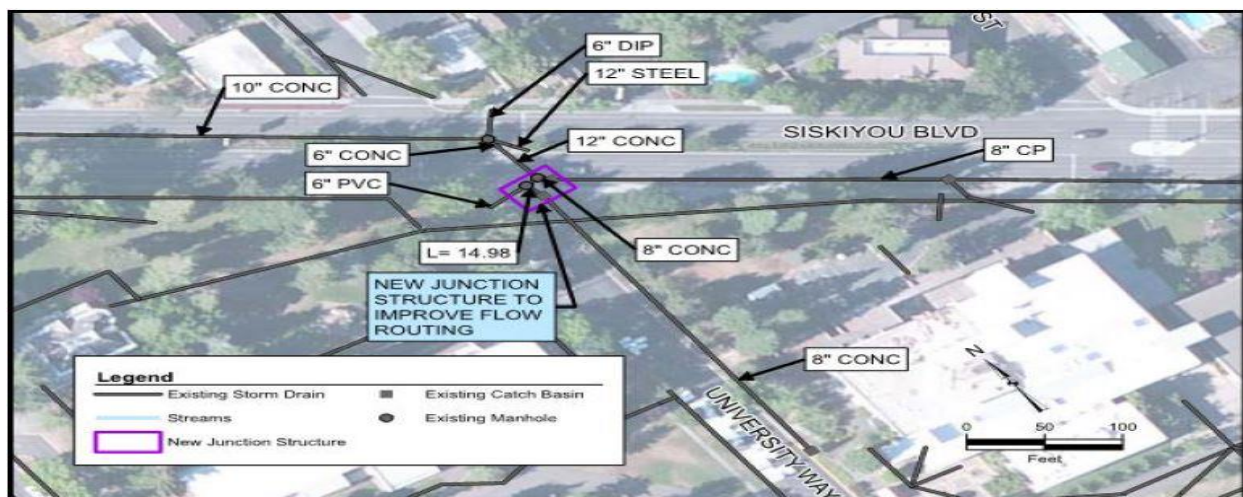 ST
6" DIP
12" STEEL
10" CONC
SISKIYOU BLVD
12" CONC
8" CP
6" CONC
6" PVC
L= 14.98
8" CONC
NEW JUNCTION
STRUCTURE TO
IMPROVE FLOW
ROUTING
8" CONC
UNIVERSITY WAY
N
Legend
Existing Storm Drain
Existing Catch Basin
Streams
Existing Manhole
New Junction Structure
0 50 100
Feet